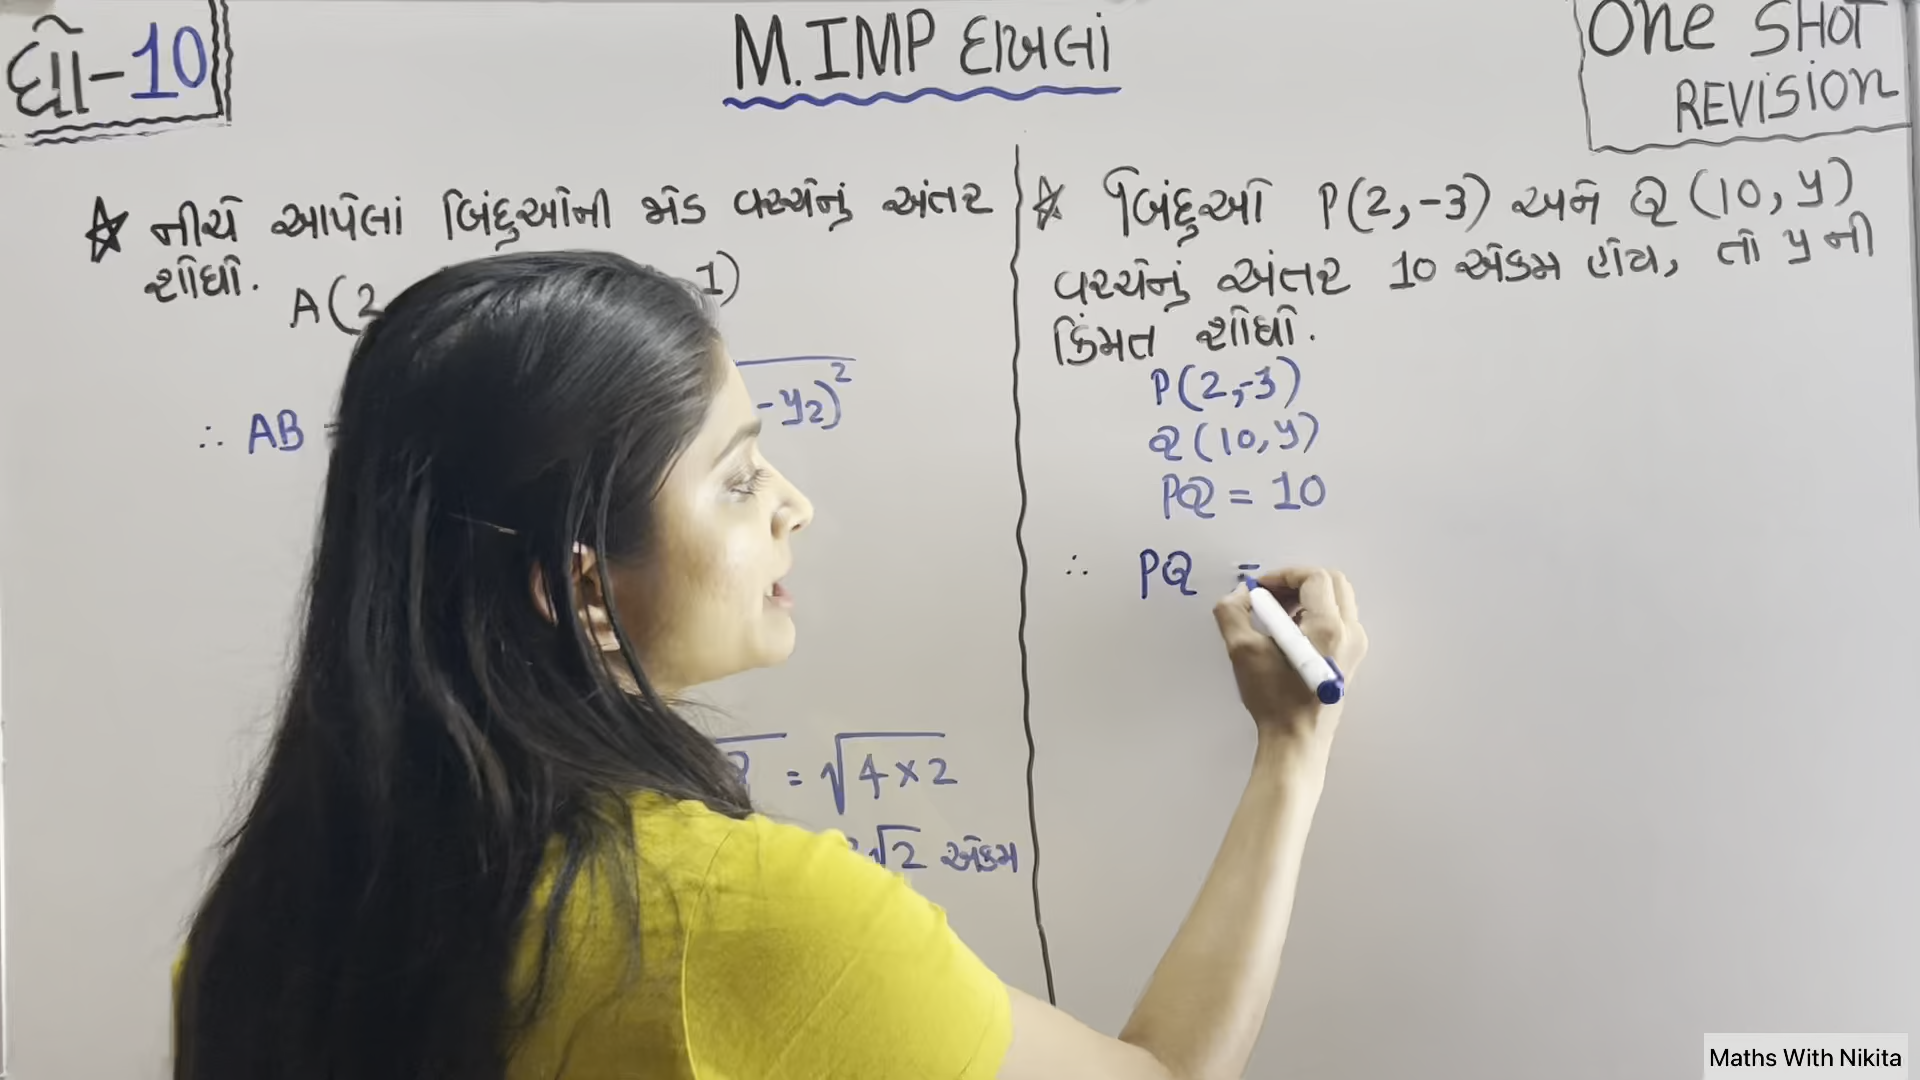 ધો-10
M.IMP દાખલાં
One SHOT
REVISION
☆ નીચે આપેલાં બિંદુઓની જોડ વચ્ચેનું અંતર
શોધો. A(2 1)
∴ AB = -y₂)²
= √4×2
√2 એકમ
☆ બિંદુઓ P(2,-3) અને Q(10,y)
વચ્ચેનું અંતર 10 એકમ હોય, તો y ની
કિંમત શોધો.
P(2,-3)
Q(10,y)
PQ = 10
∴ PQ =
Maths With Nikita